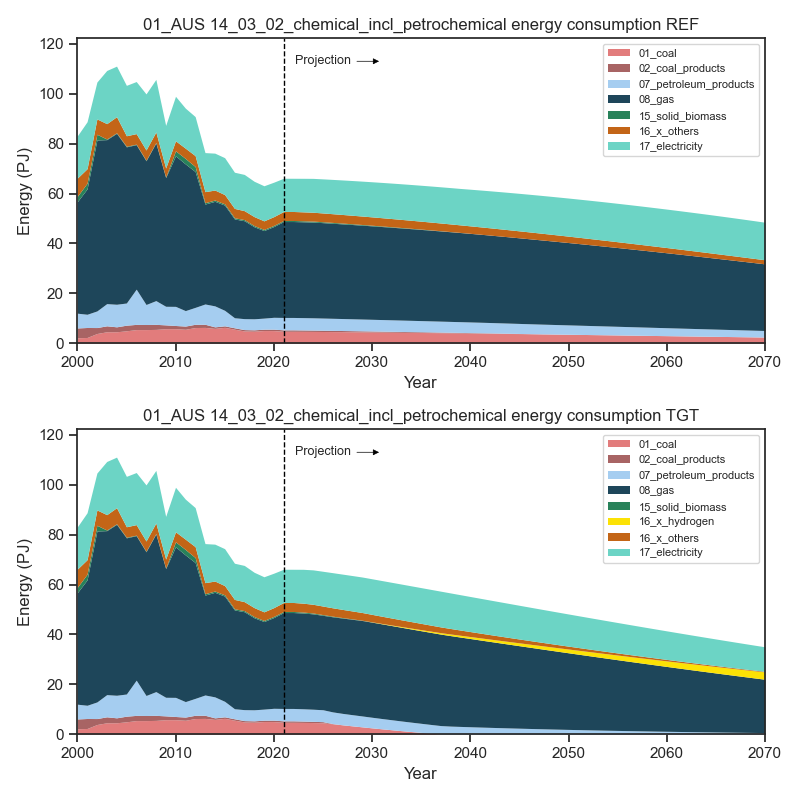 01_AUS 14_03_02_chemical_incl_petrochemical energy consumption REF
120
100
80
60
40
20
0
Energy (PJ)
Projection
01_coal
02_coal_products
07_petroleum_products
08_gas
15_solid_biomass
16_x_others
17_electricity
2000 2010 2020 2030 2040 2050 2060 2070
Year
01_AUS 14_03_02_chemical_incl_petrochemical energy consumption TGT
120
100
80
60
40
20
0
Energy (PJ)
Projection
01_coal
02_coal_products
07_petroleum_products
08_gas
15_solid_biomass
16_x_hydrogen
16_x_others
17_electricity
2000 2010 2020 2030 2040 2050 2060 2070
Year